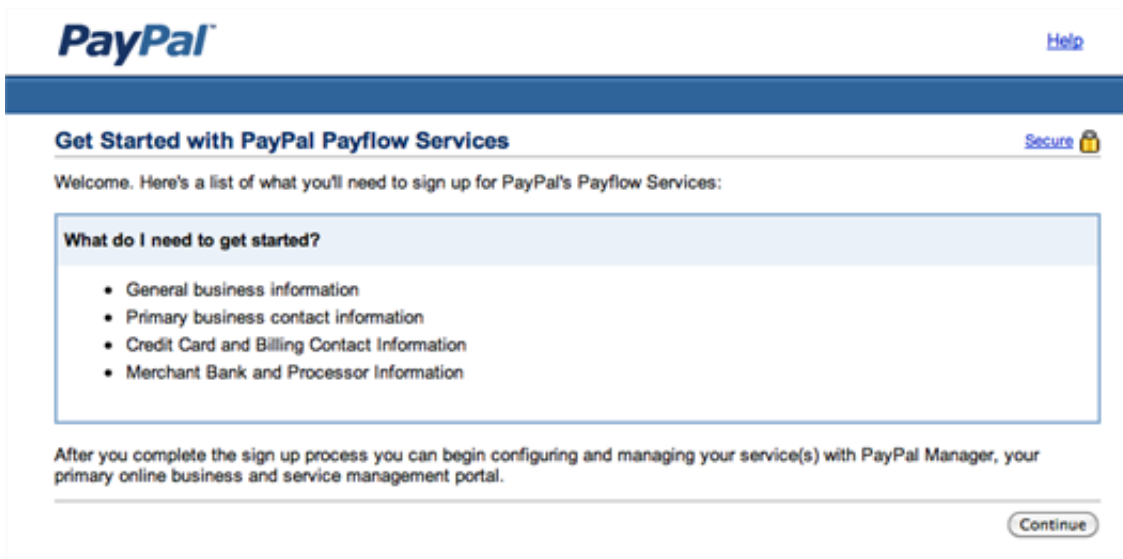 PayPal™
Help
Get Started with PayPal Payflow Services
Secure
Welcome. Here's a list of what you'll need to sign up for PayPal's Payflow Services:
What do I need to get started?
• General business information
• Primary business contact information
• Credit Card and Billing Contact Information
• Merchant Bank and Processor Information
After you complete the sign up process you can begin configuring and managing your service(s) with PayPal Manager, your
primary online business and service management portal.
Continue